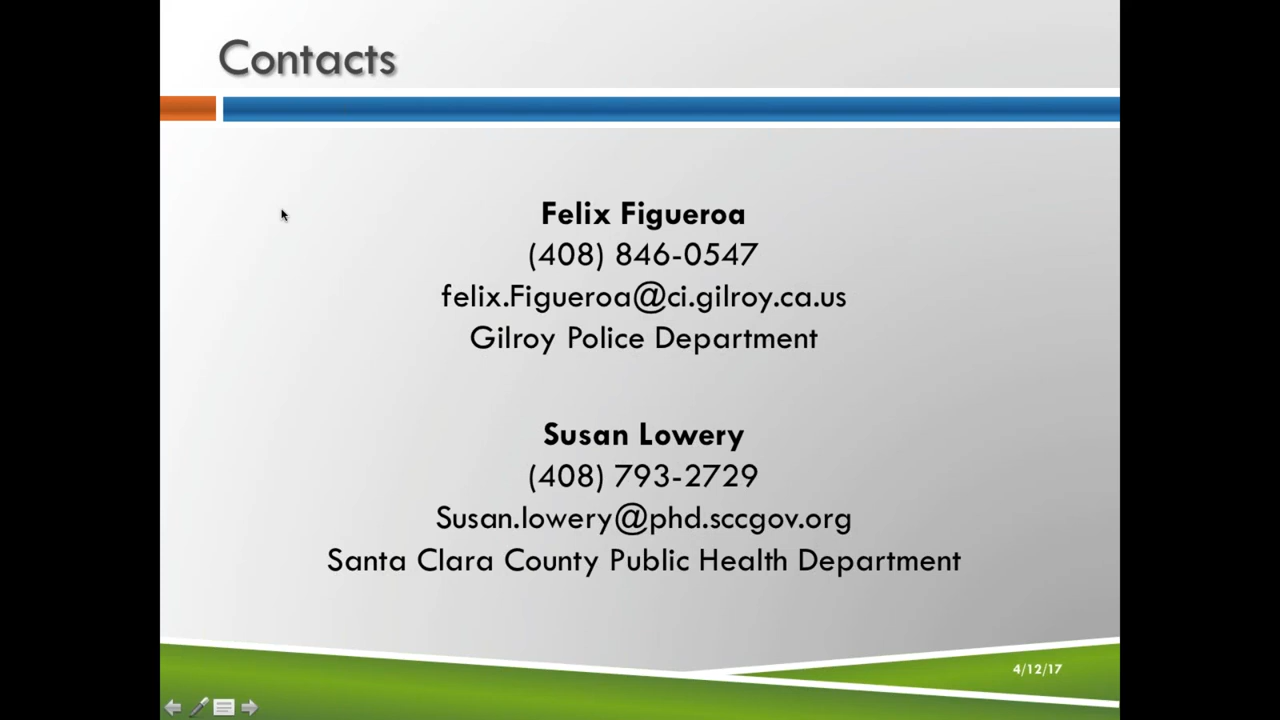 Contacts
Felix Figueroa
(408) 846-0547
felix.Figueroa@ci.gilroy.ca.us
Gilroy Police Department
Susan Lowery
(408) 793-2729
Susan.lowery@phd.sccgov.org
Santa Clara County Public Health Department
4/12/17